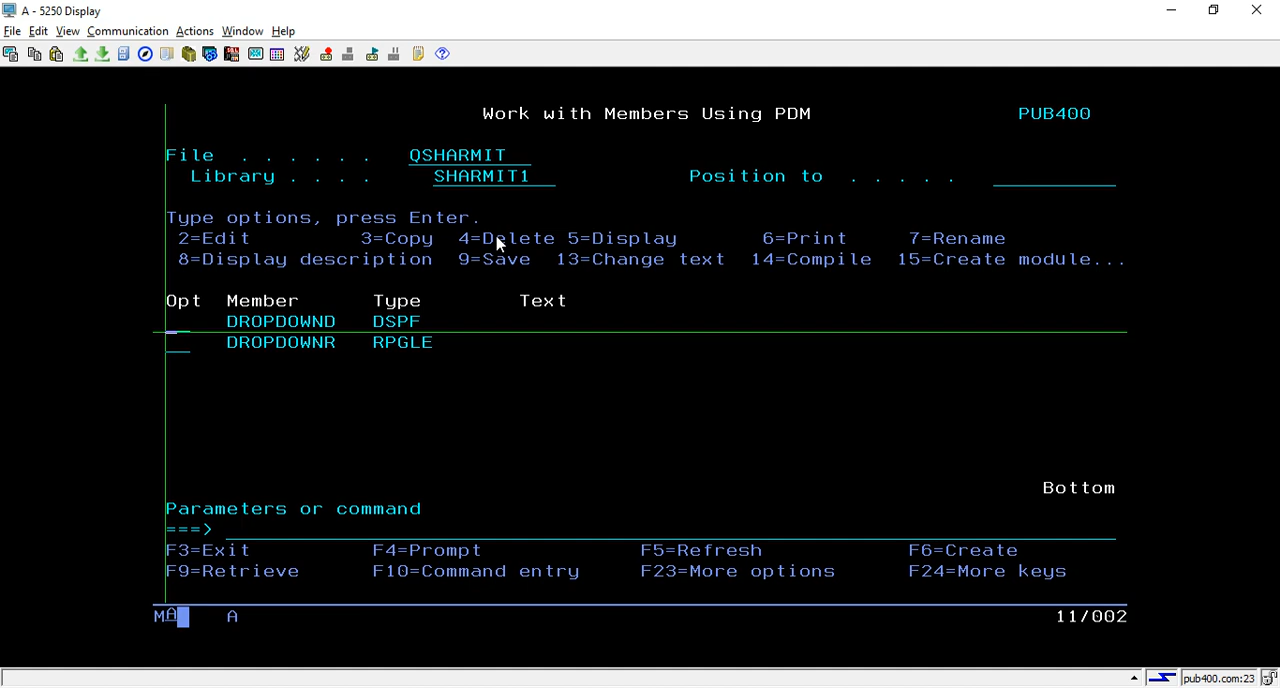 A - 5250 Display
File Edit View Communication Actions Window Help
Work with Members Using PDM PUB400
File . . . . . . QSHARMIT
Library . . . . SHARMIT1 Position to . . . . .
Type options, press Enter.
2=Edit 3=Copy 4=Delete 5=Display 6=Print 7=Rename
8=Display description 9=Save 13=Change text 14=Compile 15=Create module...
Opt Member Type Text
DROPDOWND DSPF
DROPDOWNR RPGLE
Bottom
Parameters or command
===>
F3=Exit F4=Prompt F5=Refresh F6=Create
F9=Retrieve F10=Command entry F23=More options F24=More keys
MA A 11/002
pub400.com:23